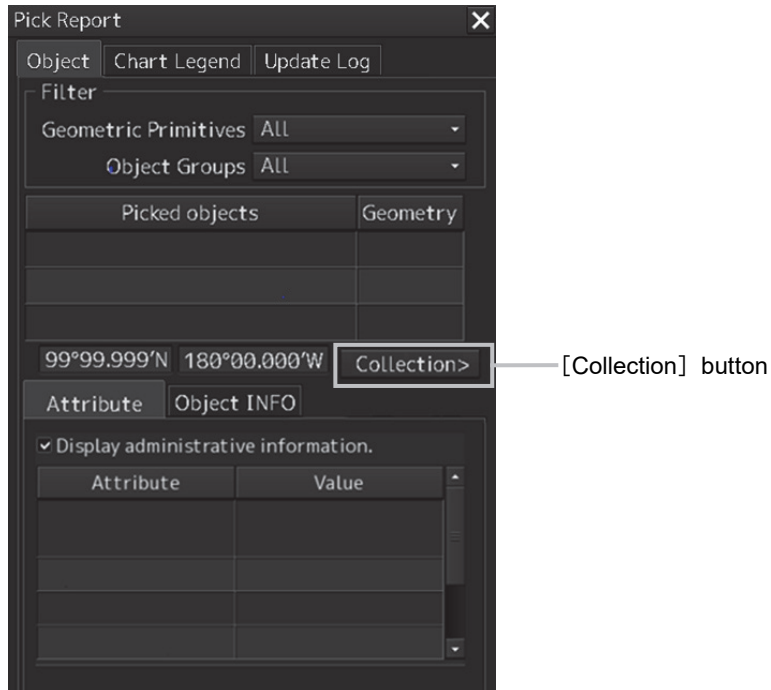 Pick Report
Object Chart Legend Update Log
Filter
Geometric Primitives All
Object Groups All
Picked objects Geometry
99°99.999′N 180°00.000′W Collection>
［Collection］ button
Attribute Object INFO
Display administrative information.
Attribute Value